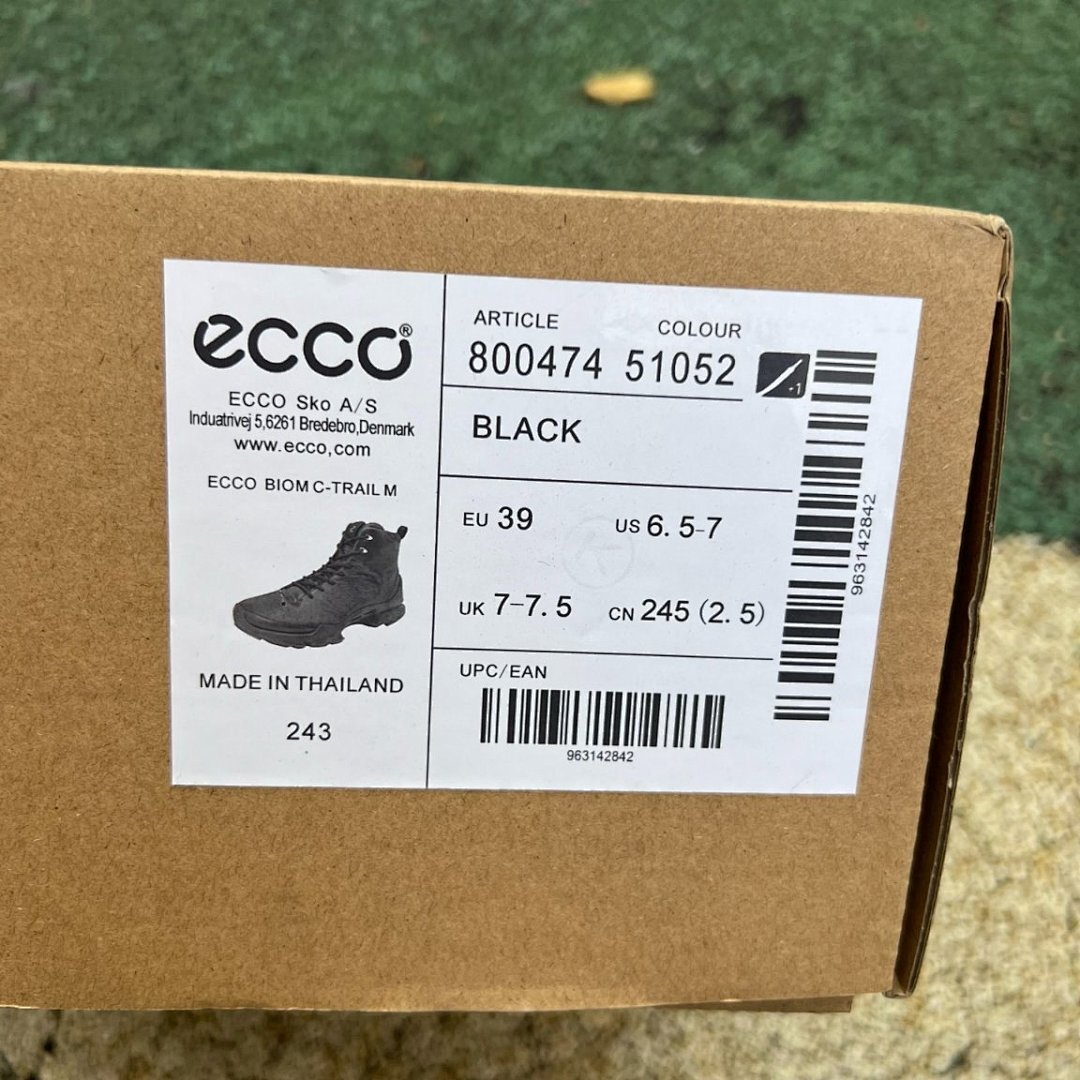 ecco®
ECCO Sko A/S
Induatrivej 5,6261 Bredebro,Denmark
www.ecco,com
ECCO BIOM C-TRAIL M
MADE IN THAILAND
243
ARTICLE COLOUR
800474 51052
-1
BLACK
EU 39 US 6.5-7
UK 7-7.5 CN 245 (2.5)
UPC/EAN
963142842
963142842